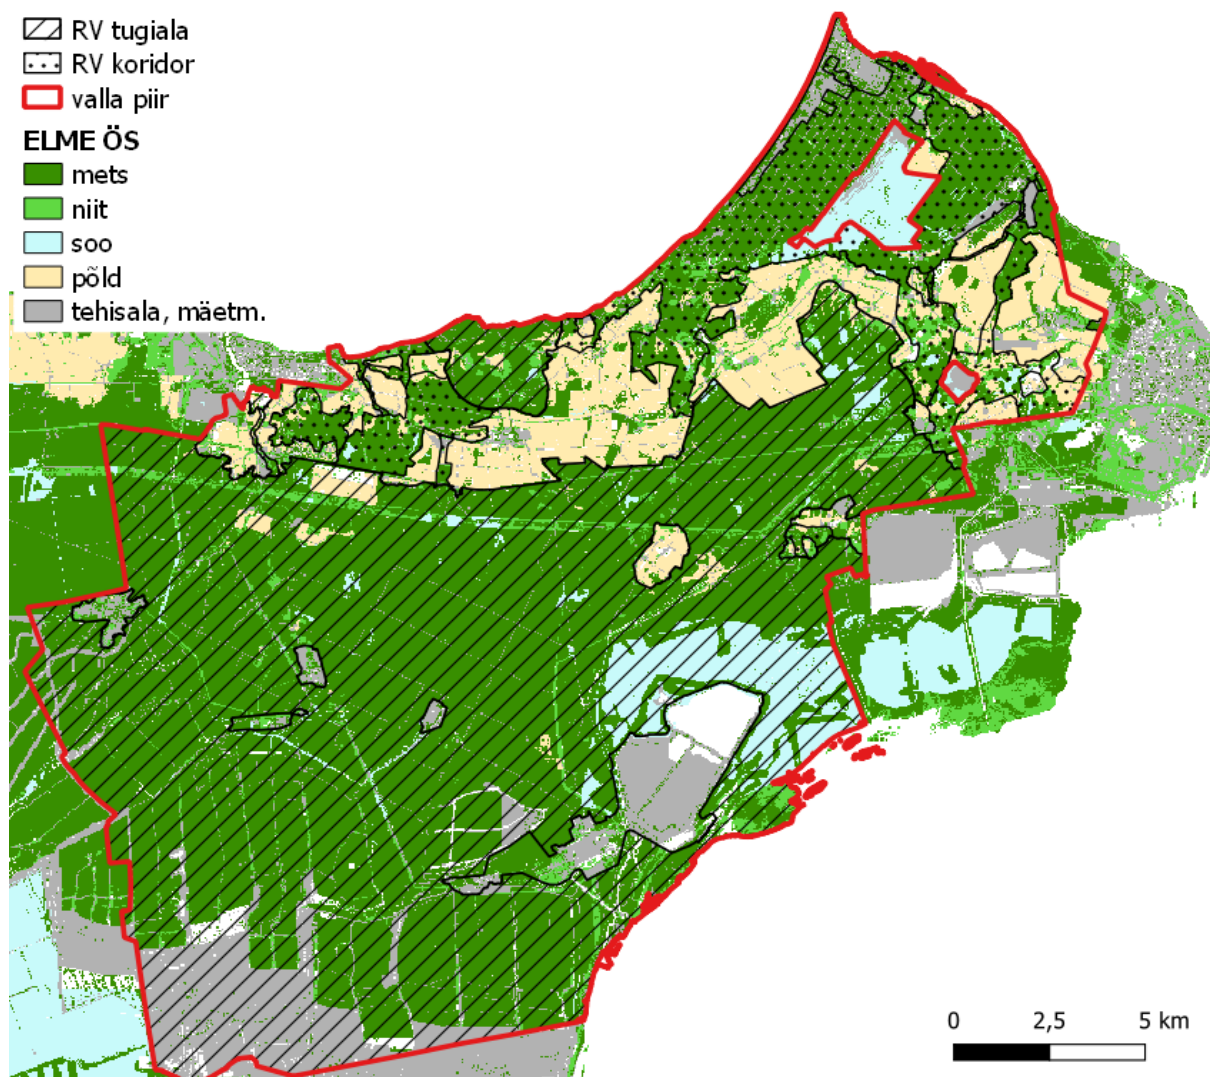 RV tugiala
RV koridor
valla piir
ELME ÖS
mets
niit
soo
põld
tehisala, mäetm.
0 2,5 5 km